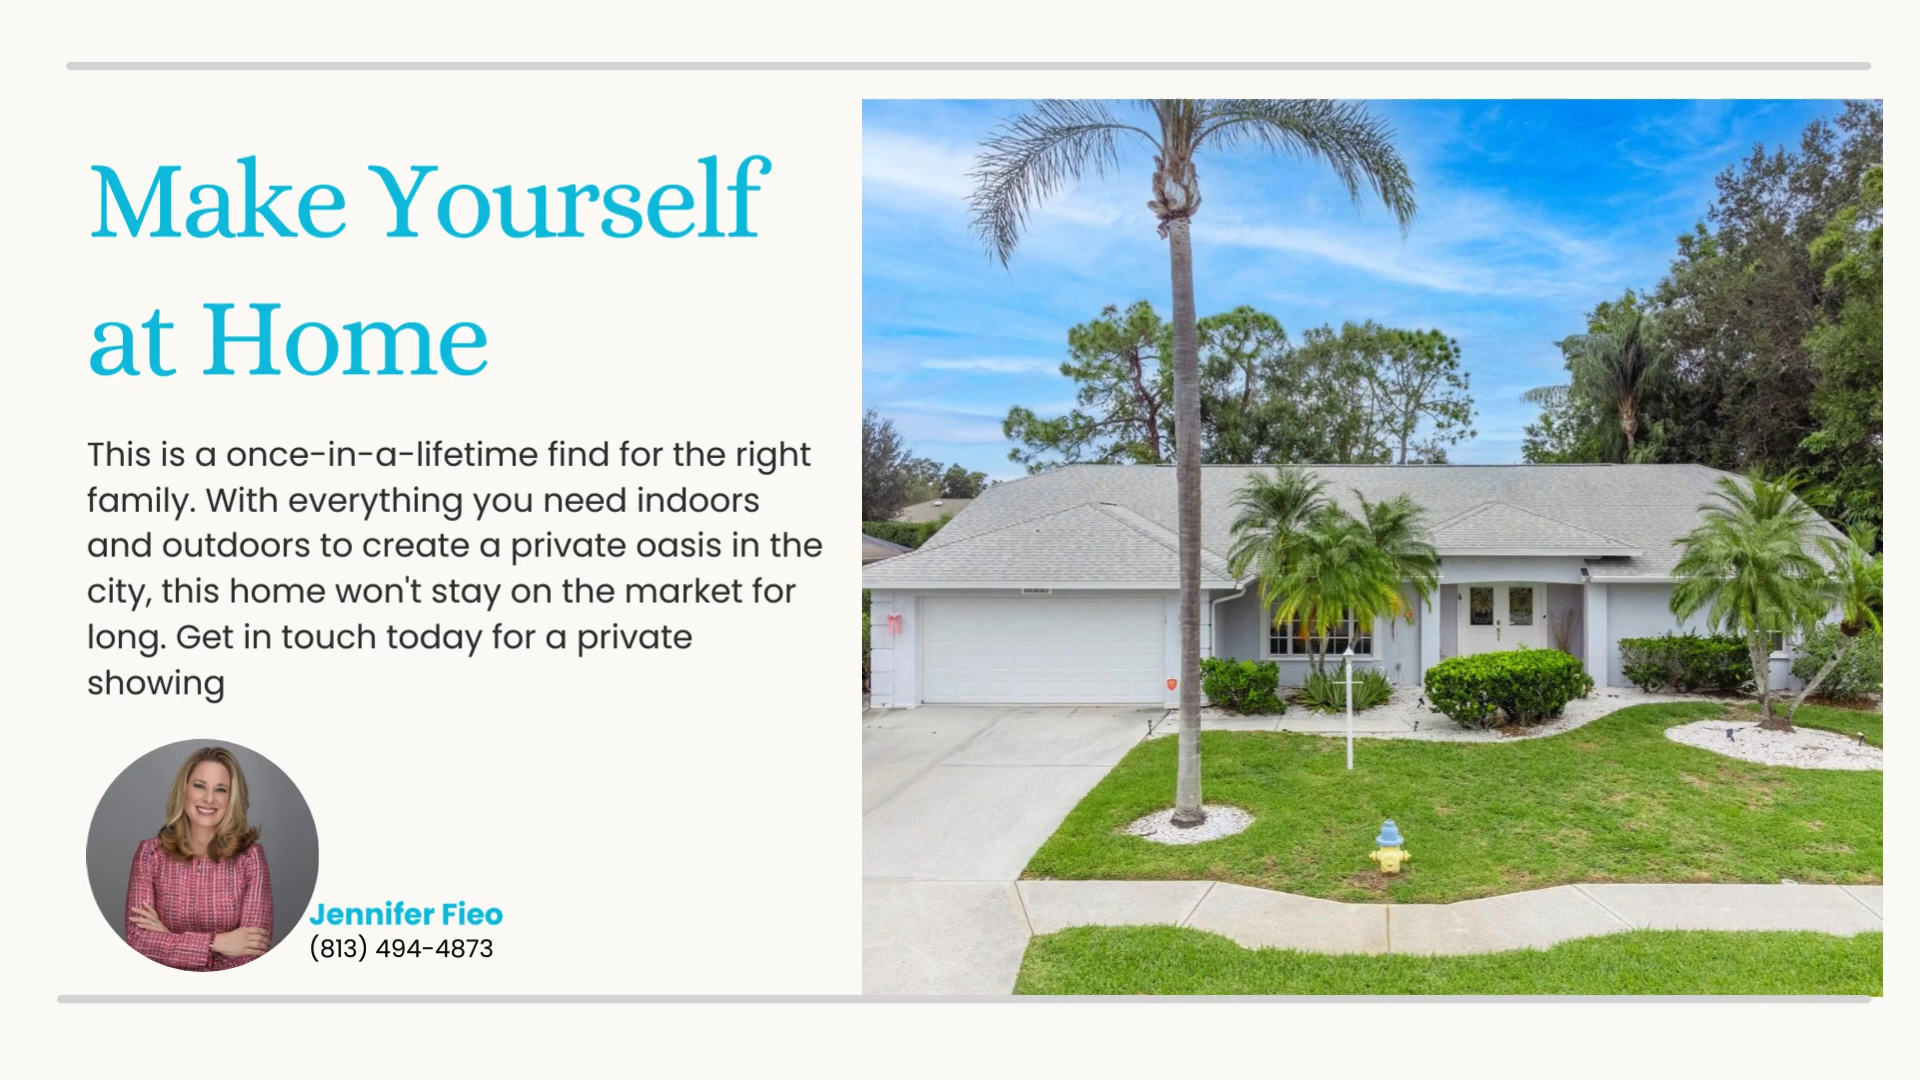 Make Yourself
at Home
This is a once-in-a-lifetime find for the right
family. With everything you need indoors
and outdoors to create a private oasis in the
city, this home won't stay on the market for
long. Get in touch today for a private
showing
Jennifer Fieo
(813) 494-4873